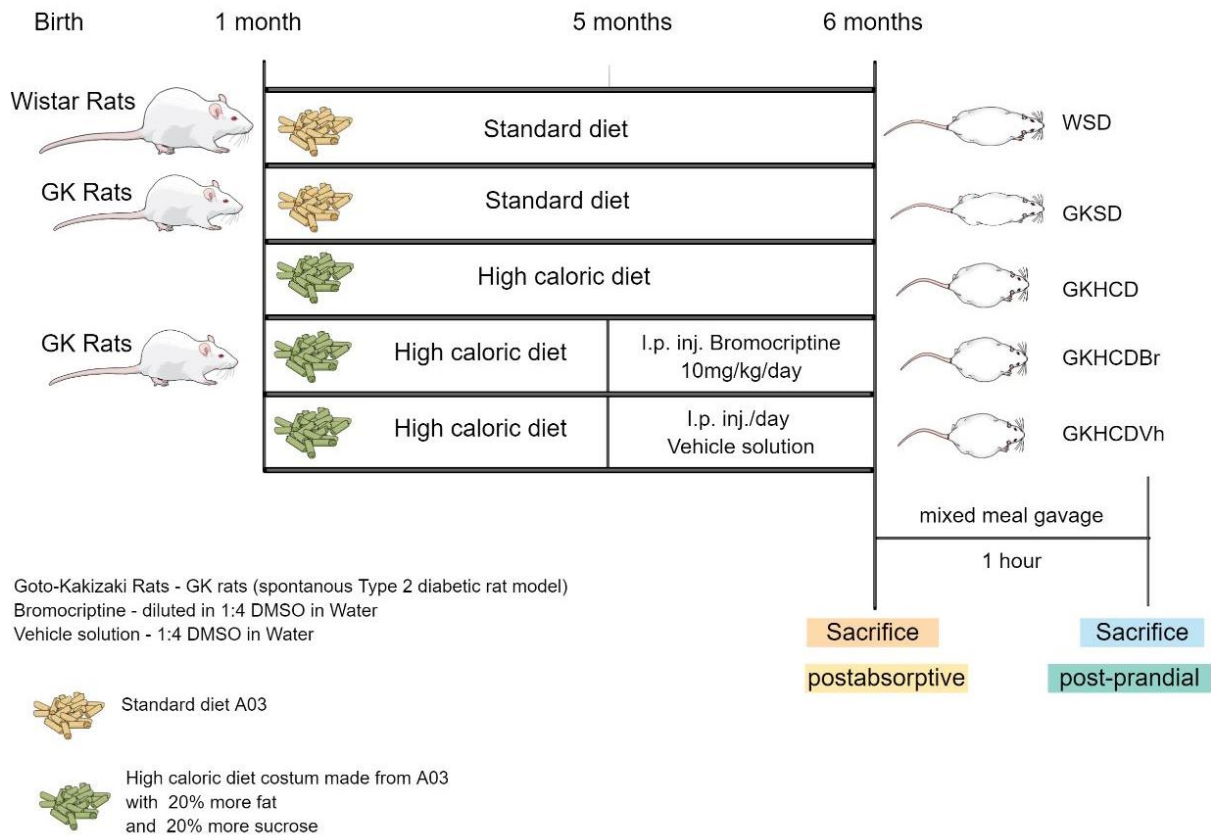 Birth
1 month
5 months
6 months
Wistar Rats
Standard diet
WSD
GK Rats
Standard diet
GKSD
High caloric diet
GKHCD
GK Rats
High caloric diet
I.p. inj. Bromocriptine
10mg/kg/day
GKHCDBr
High caloric diet
I.p. inj./day
Vehicle solution
GKHCDVh
mixed meal gavage
1 hour
Goto-Kakizaki Rats - GK rats (spontanous Type 2 diabetic rat model)
Bromocriptine - diluted in 1:4 DMSO in Water
Vehicle solution - 1:4 DMSO in Water
Sacrifice
Sacrifice
postabsorptive
post-prandial
Standard diet A03
High caloric diet costum made from A03
with 20% more fat
and 20% more sucrose